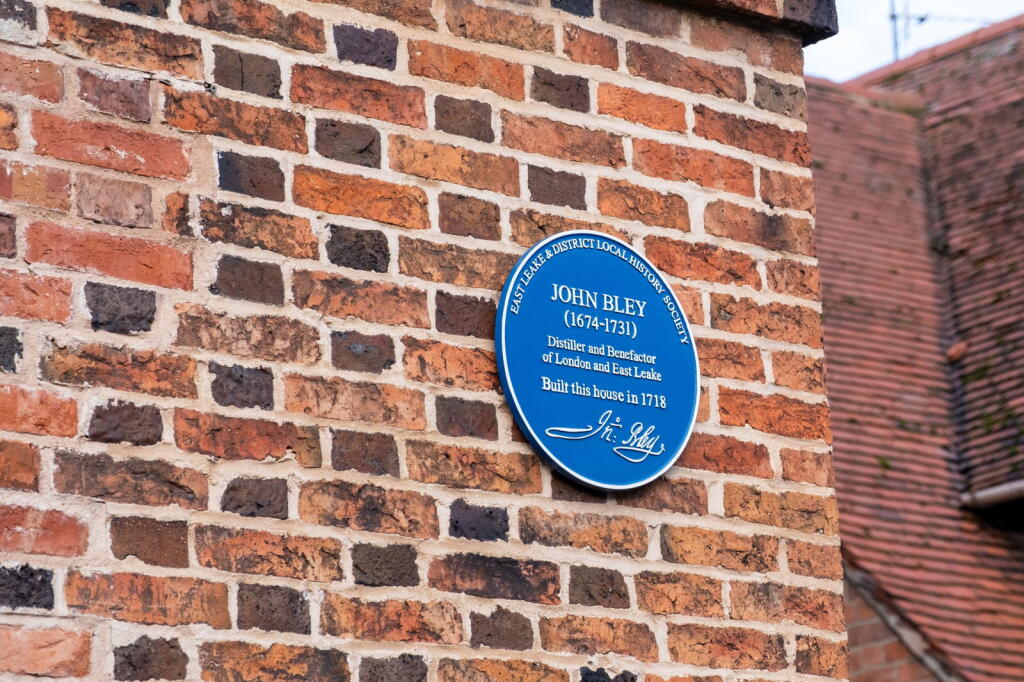 EAST LEAKE & DISTRICT LOCAL HISTORY SOCIETY
JOHN BLEY
(1674-1731)
Distiller and Benefactor
of London and East Leake
Built this house in 1718
Jno: Bley